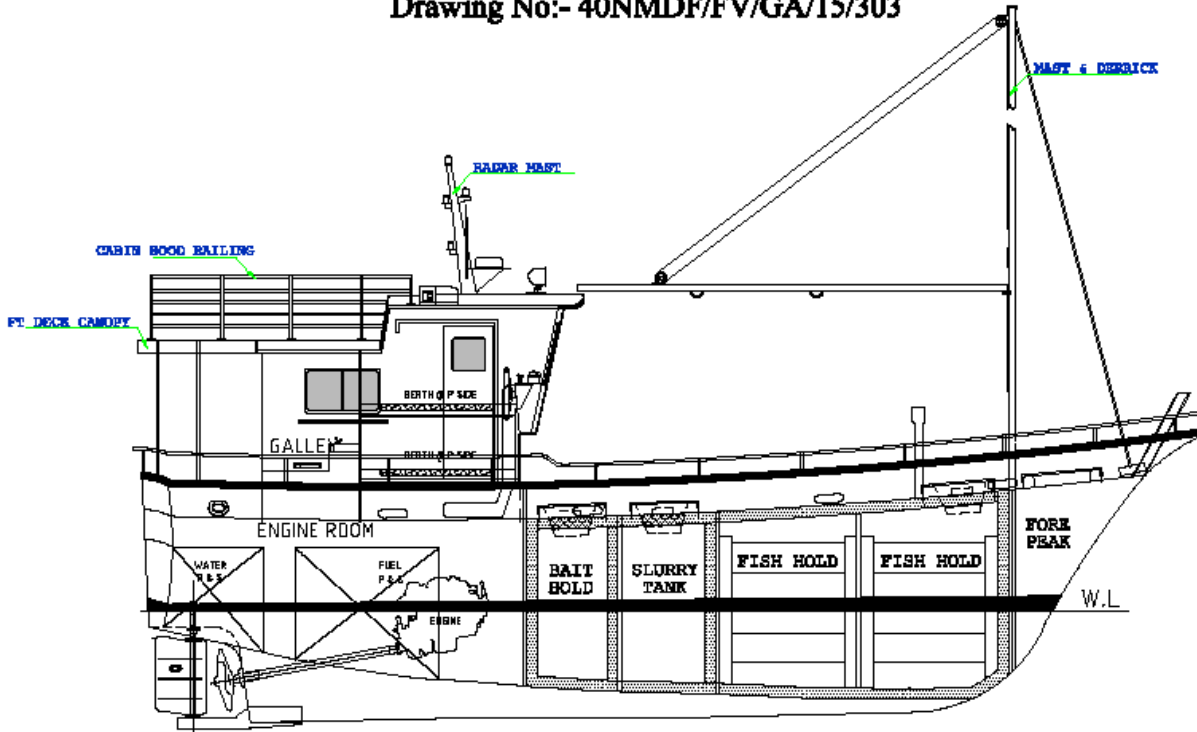 Drawing No:- 40NMDF/FV/GA/15/303
MAST & DERRICK
RADAR MAST
CABIN HOOD RAILING
FT DECK CANOPY
BERTH @ P SIDE
GALLEY
BERTH @ P SIDE
ENGINE ROOM
FORE
PEAK
WATER
P & S
FUEL
P & S
BAIT
HOLD
SLURRY
TANK
FISH HOLD
FISH HOLD
W.L
ENGINE